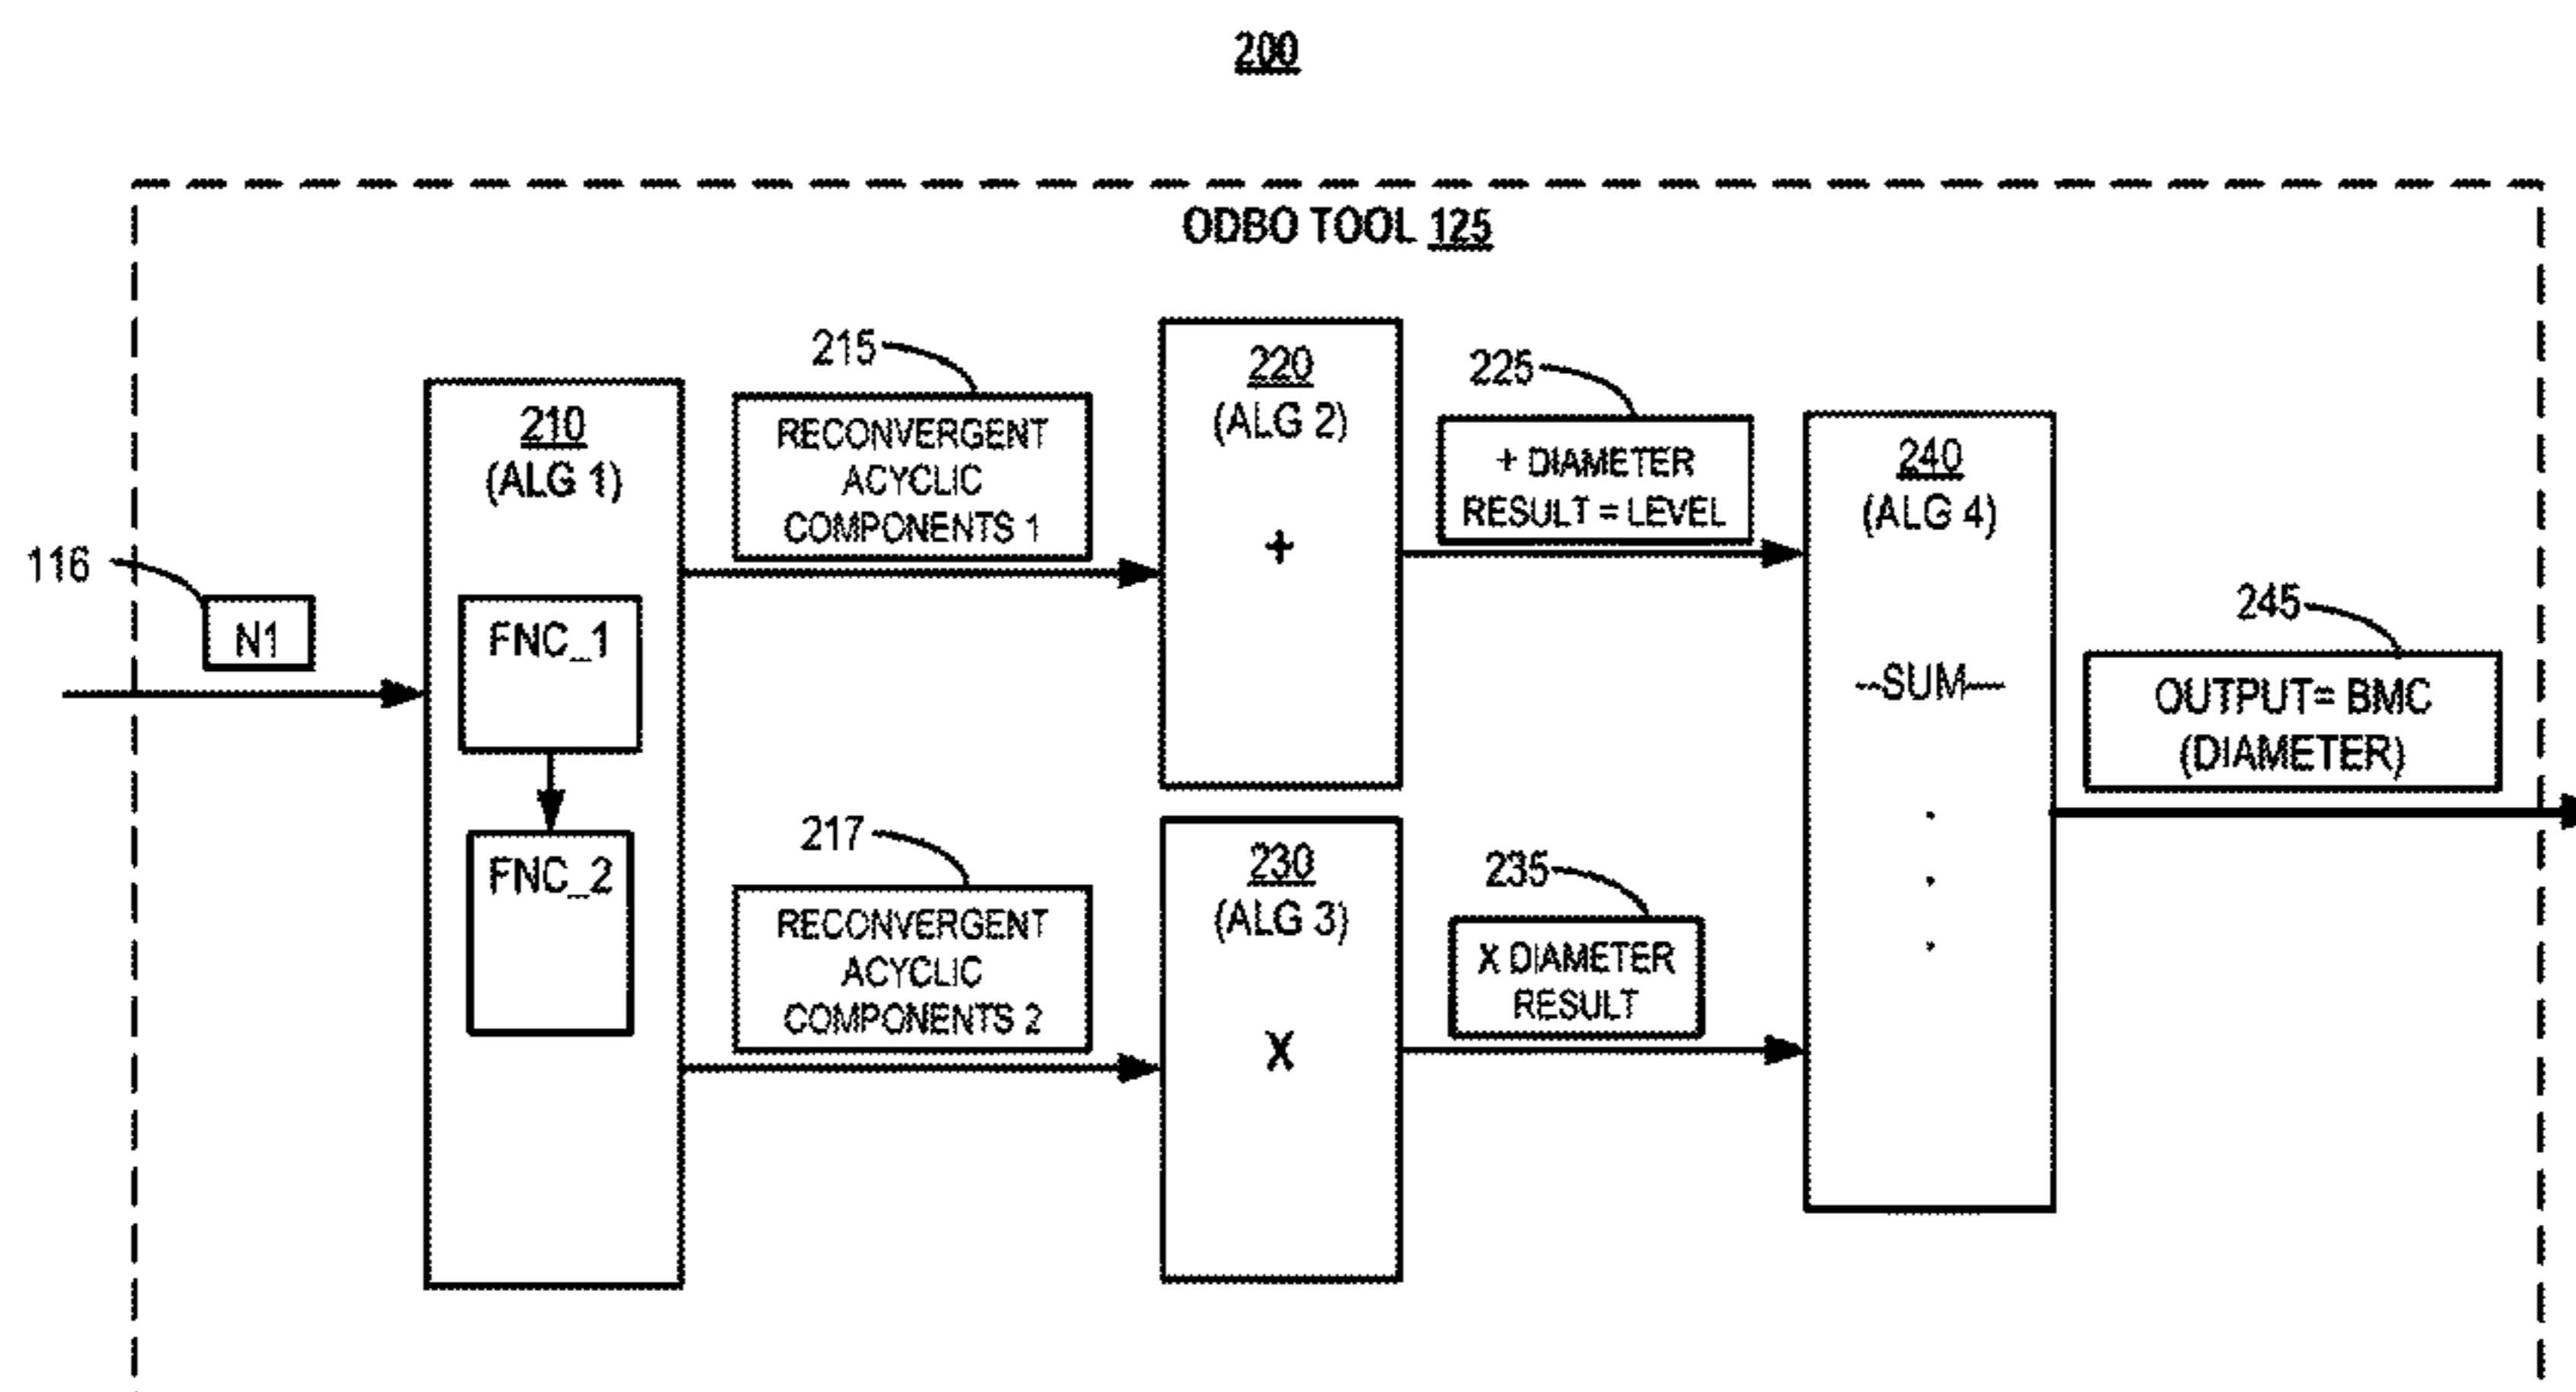 200
ODBO TOOL 125
116
N1
210
(ALG 1)
FNC_1
FNC_2
215
RECONVERGENT
ACYCLIC
COMPONENTS 1
217
RECONVERGENT
ACYCLIC
COMPONENTS 2
220
(ALG 2)
+
230
(ALG 3)
X
225
+ DIAMETER
RESULT = LEVEL
235
X DIAMETER
RESULT
240
(ALG 4)
--SUM---
.
.
.
245
OUTPUT= BMC
(DIAMETER)